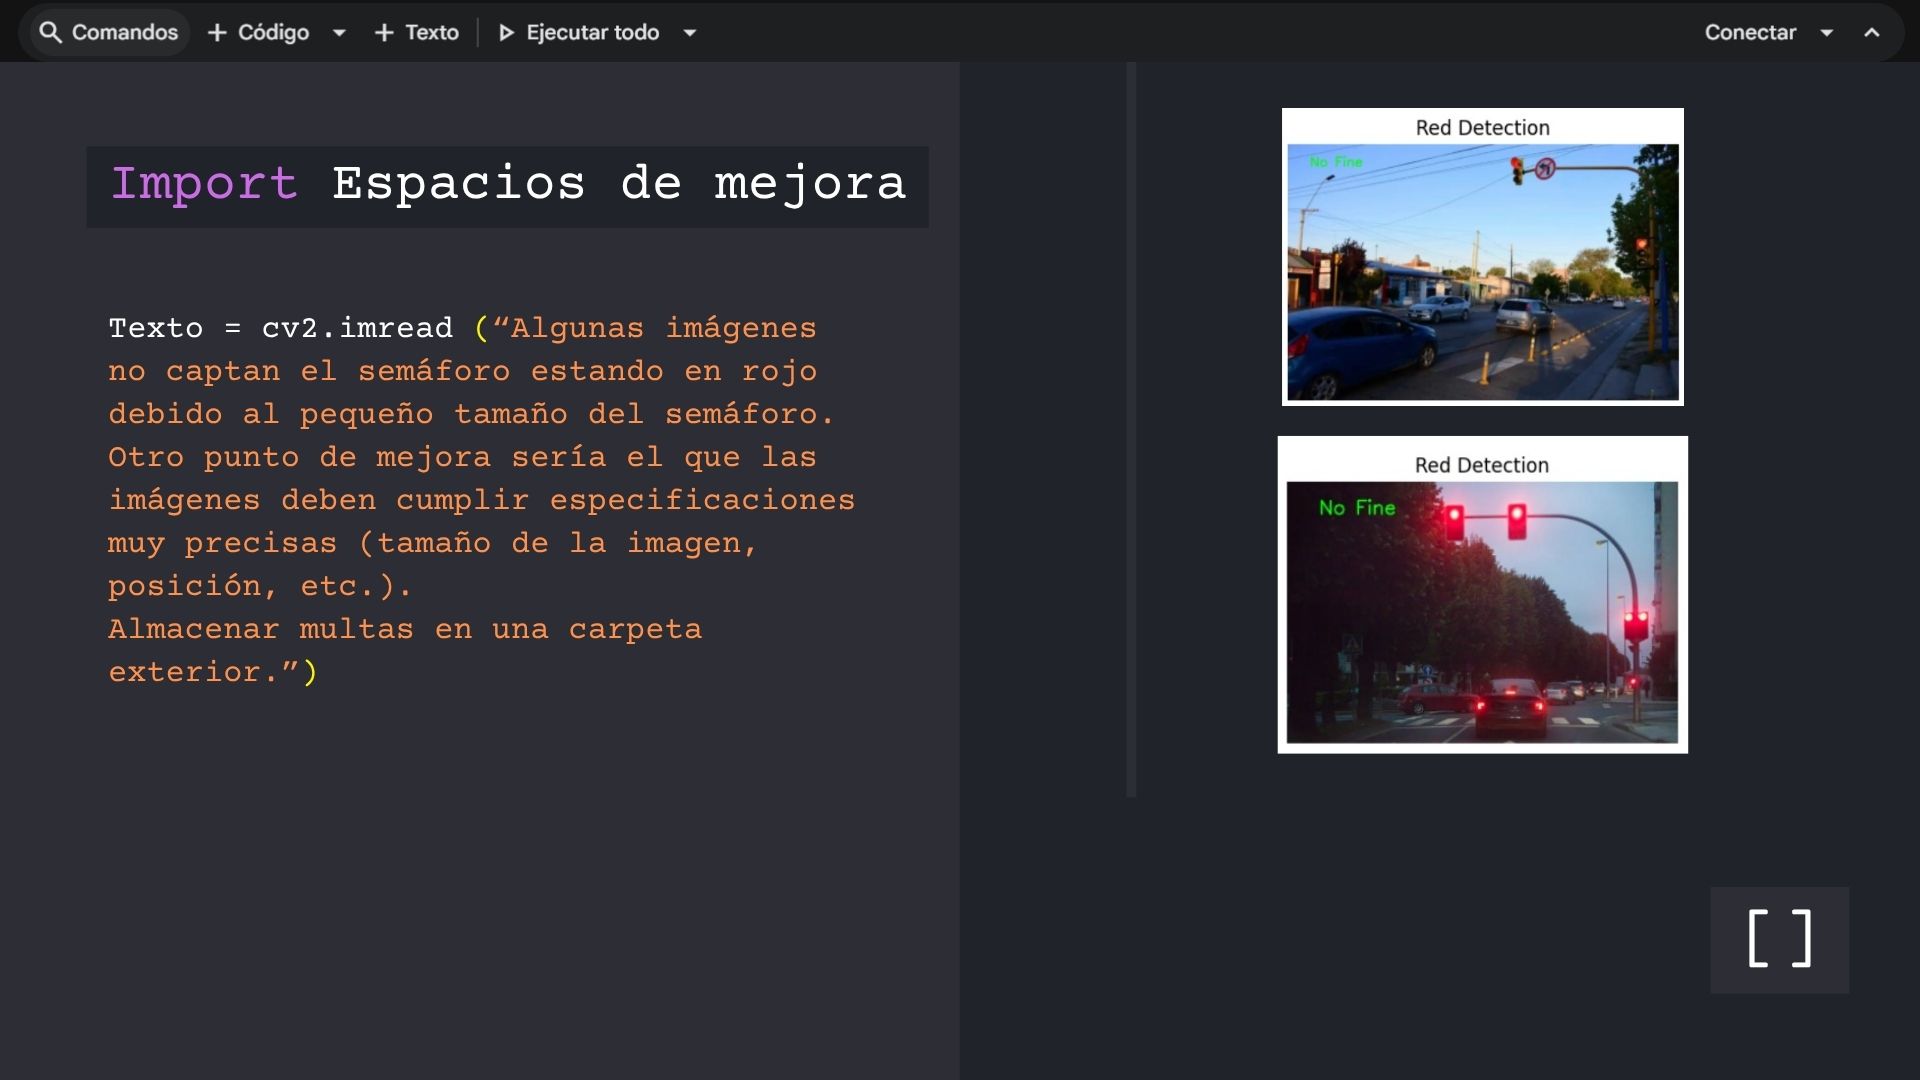 Comandos + Código + Texto Ejecutar todo Conectar
Import Espacios de mejora
Texto = cv2.imread (“Algunas imágenes
no captan el semáforo estando en rojo
debido al pequeño tamaño del semáforo.
Otro punto de mejora sería el que las
imágenes deben cumplir especificaciones
muy precisas (tamaño de la imagen,
posición, etc.).
Almacenar multas en una carpeta
exterior.”)
Red Detection
No Fine
Red Detection
No Fine
[ ]